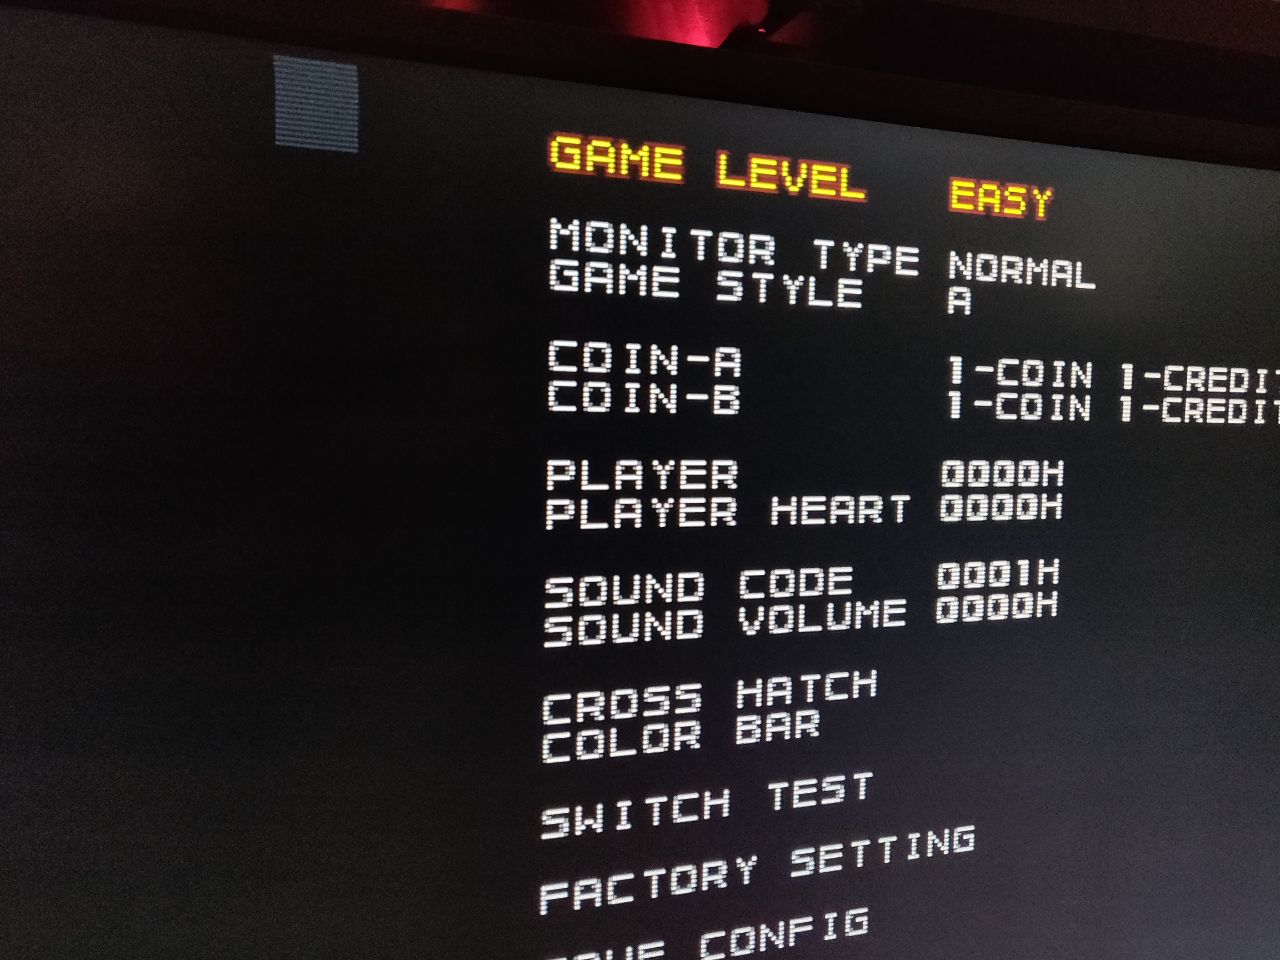 GAME LEVEL EASY
MONITOR TYPE NORMAL
GAME STYLE A
COIN-A 1-COIN 1-CREDIT
COIN-B 1-COIN 1-CREDIT
PLAYER 0000H
PLAYER HEART 0000H
SOUND CODE 0001H
SOUND VOLUME 0000H
CROSS HATCH
COLOR BAR
SWITCH TEST
FACTORY SETTING
CONFIG